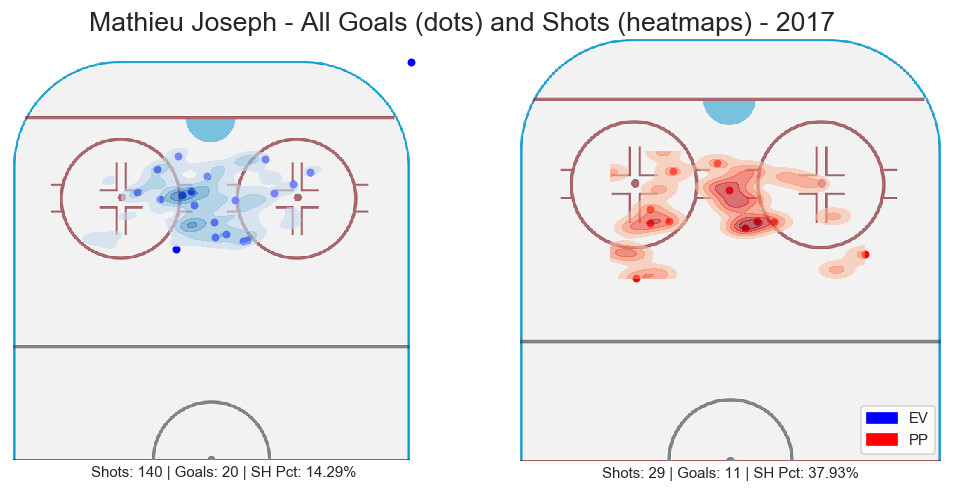 Mathieu Joseph - All Goals (dots) and Shots (heatmaps) - 2017
EV
PP
Shots: 140 | Goals: 20 | SH Pct: 14.29%
Shots: 29 | Goals: 11 | SH Pct: 37.93%